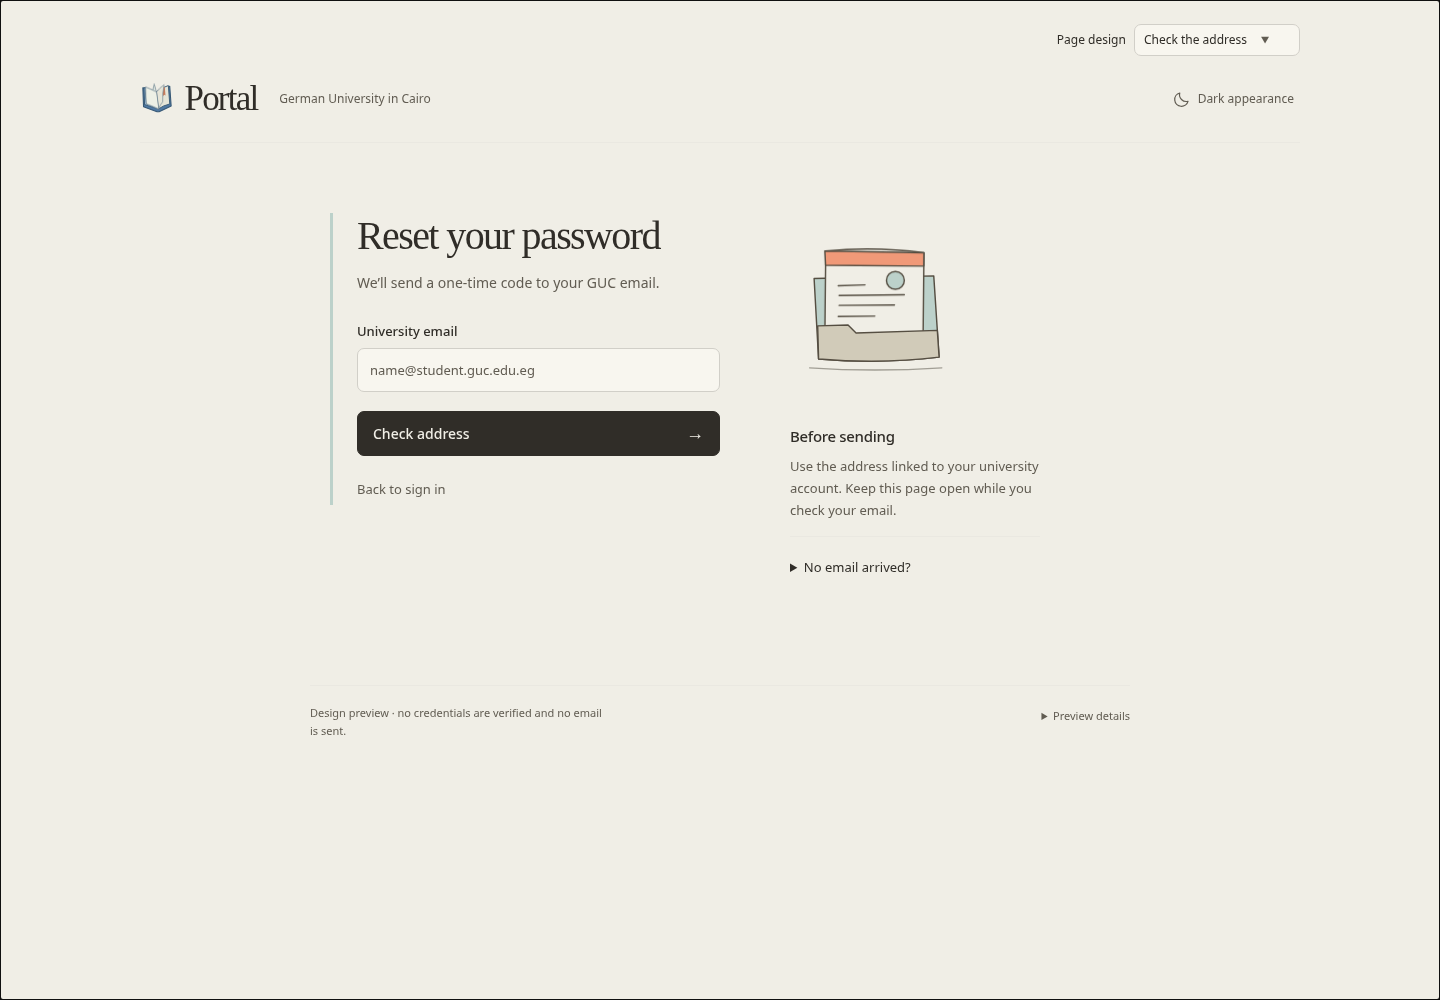 Page design
Check the address ▼
Portal
German University in Cairo
Dark appearance
Reset your password
We’ll send a one-time code to your GUC email.
University email
name@student.guc.edu.eg
Check address →
Back to sign in
Before sending
Use the address linked to your university
account. Keep this page open while you
check your email.
▶ No email arrived?
Design preview · no credentials are verified and no email
is sent.
▶ Preview details